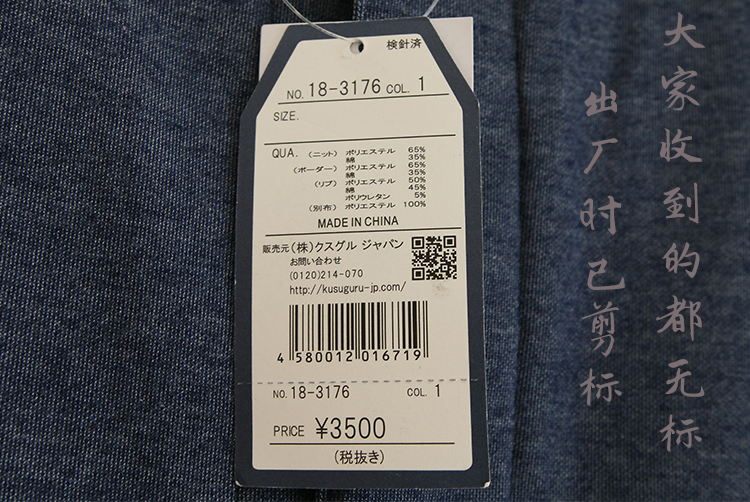 検針済
NO. 18-3176 COL. 1
SIZE.
QUA. (ニット) ポリエステル 65%
綿 35%
(ボーダー) ポリエステル 65%
綿 35%
(リブ) ポリエステル 50%
綿 45%
ポリウレタン 5%
(別布) ポリエステル 100%
MADE IN CHINA
販売元 (株)クスグル ジャパン
お問い合わせ
(0120)214-070
http://kusuguru-jp.com/
4 580012 016719
NO. 18-3176 COL. 1
PRICE ¥3500
(税抜き)
大家收到的都无标
出厂时已剪标